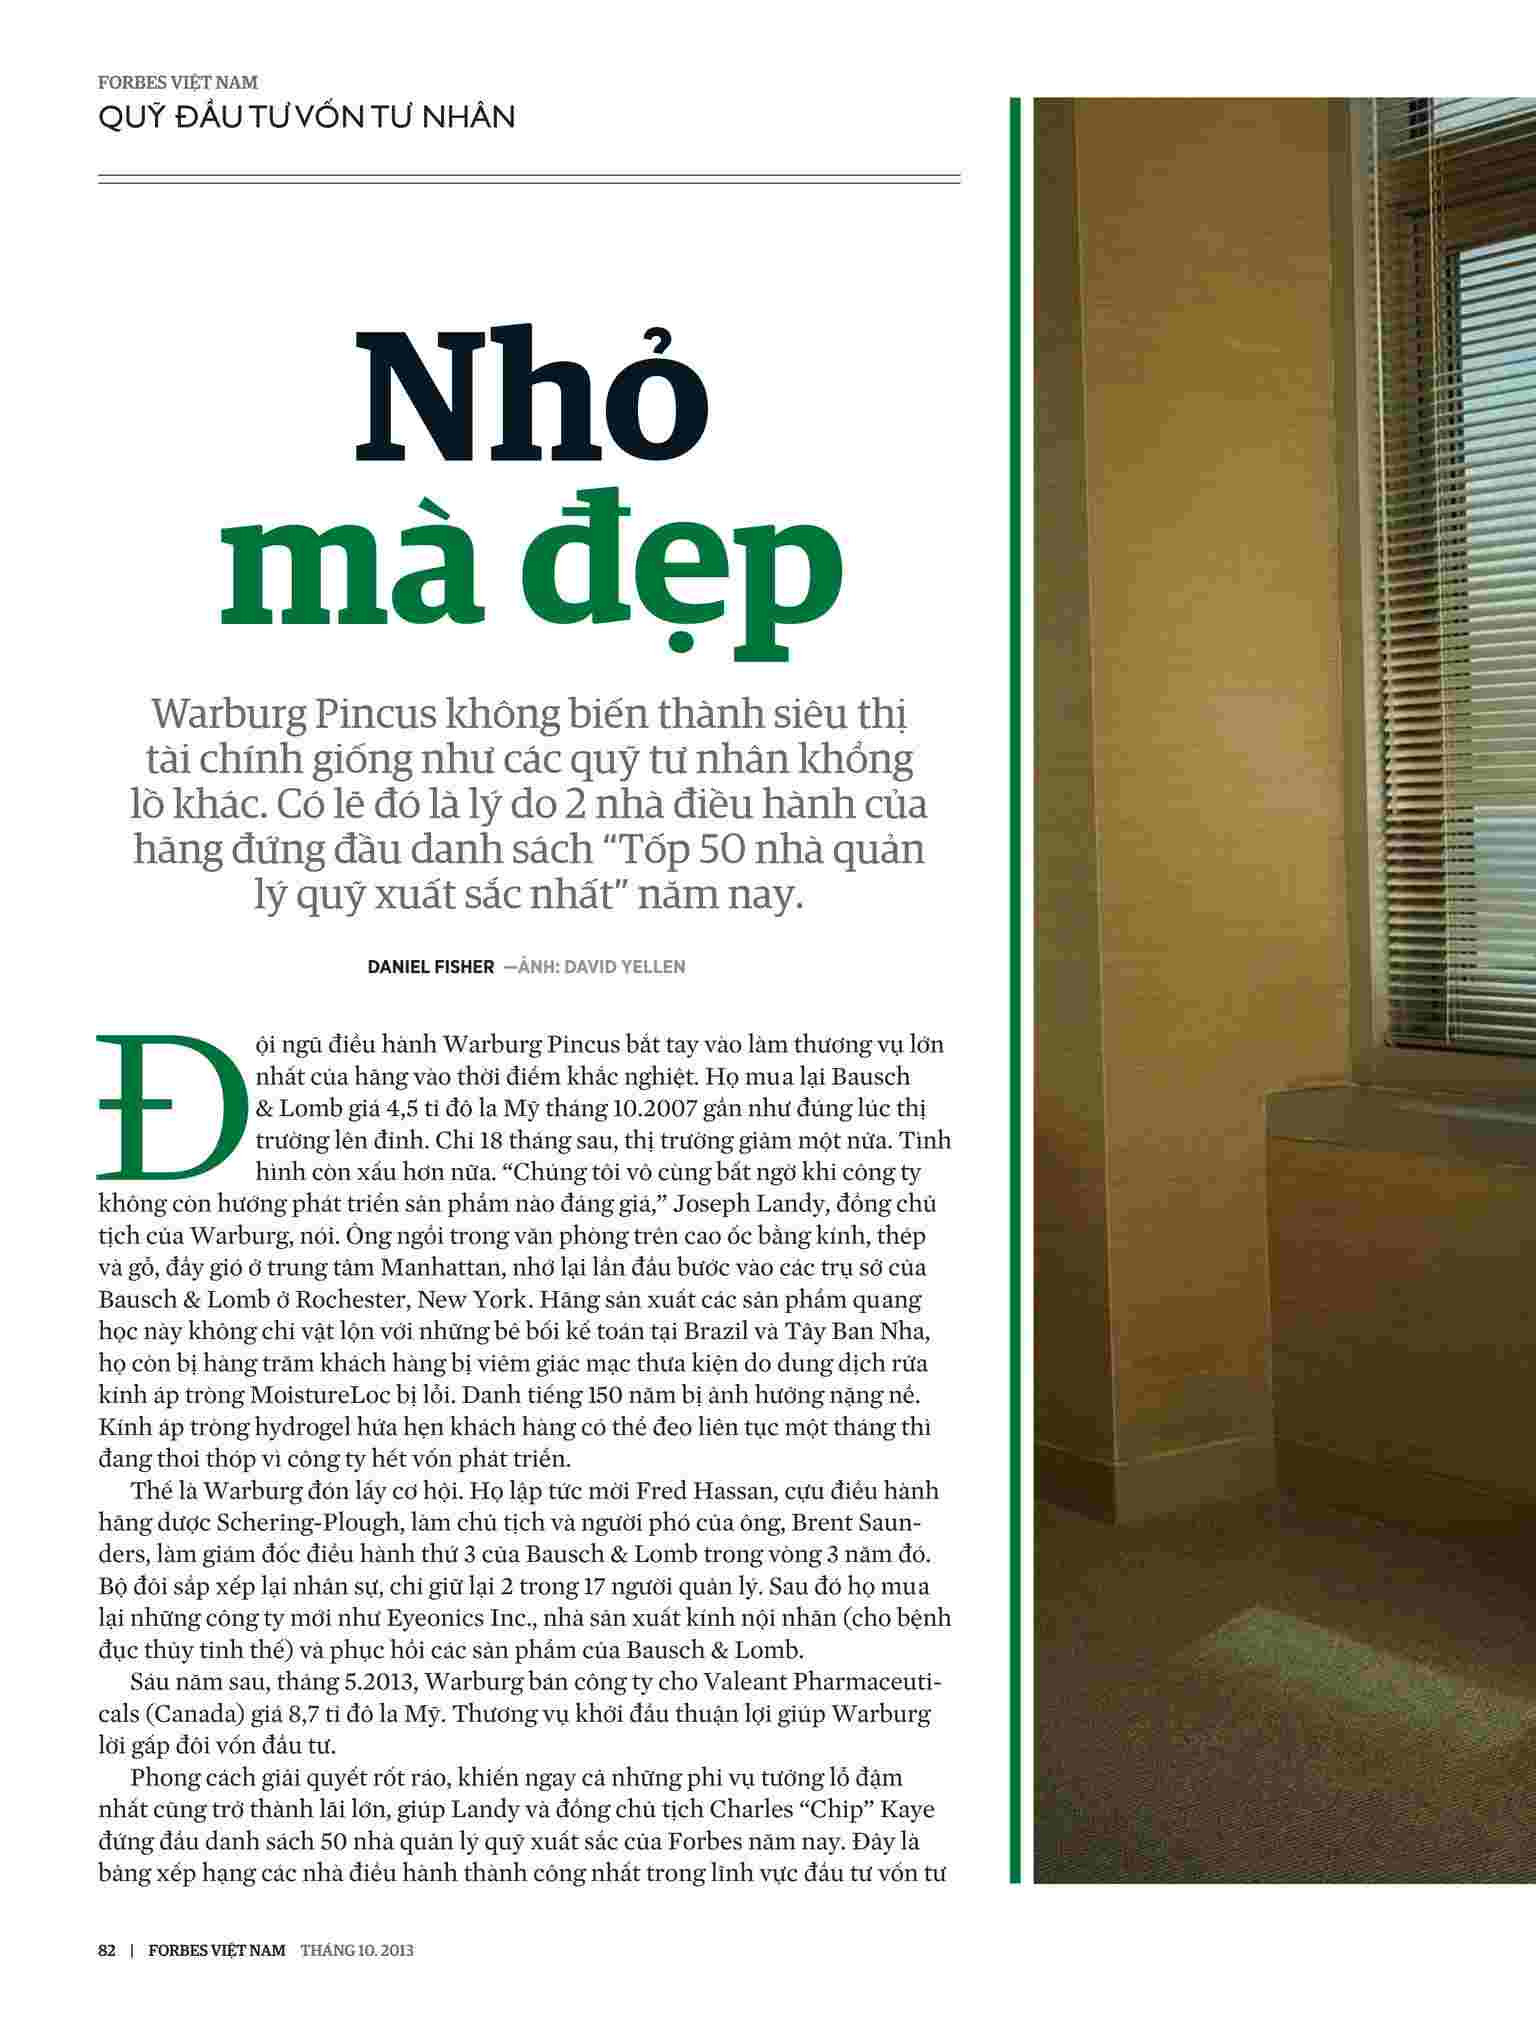 FORBES VIỆT NAM
QUỸ ĐẦU TƯ VỐN TƯ NHÂN
Nhỏ
mà đẹp
Warburg Pincus không biến thành siêu thị
tài chính giống như các quỹ tư nhân khổng
lồ khác. Có lẽ đó là lý do 2 nhà điều hành của
hãng đứng đầu danh sách “Tốp 50 nhà quản
lý quỹ xuất sắc nhất” năm nay.
DANIEL FISHER —ẢNH: DAVID YELLEN
Đội ngũ điều hành Warburg Pincus bắt tay vào làm thương vụ lớn
nhất của hãng vào thời điểm khắc nghiệt. Họ mua lại Bausch
& Lomb giá 4,5 tỉ đô la Mỹ tháng 10.2007 gần như đúng lúc thị
trường lên đỉnh. Chỉ 18 tháng sau, thị trường giảm một nửa. Tình
hình còn xấu hơn nữa. “Chúng tôi vô cùng bất ngờ khi công ty
không còn hướng phát triển sản phẩm nào đáng giá,” Joseph Landy, đồng chủ
tịch của Warburg, nói. Ông ngồi trong văn phòng trên cao ốc bằng kính, thép
và gỗ, đầy gió ở trung tâm Manhattan, nhớ lại lần đầu bước vào các trụ sở của
Bausch & Lomb ở Rochester, New York. Hãng sản xuất các sản phẩm quang
học này không chỉ vật lộn với những bê bối kế toán tại Brazil và Tây Ban Nha,
họ còn bị hàng trăm khách hàng bị viêm giác mạc thưa kiện do dung dịch rửa
kính áp tròng MoistureLoc bị lỗi. Danh tiếng 150 năm bị ảnh hưởng nặng nề.
Kính áp tròng hydrogel hứa hẹn khách hàng có thể đeo liên tục một tháng thì
đang thoi thóp vì công ty hết vốn phát triển.
Thế là Warburg đón lấy cơ hội. Họ lập tức mời Fred Hassan, cựu điều hành
hãng dược Schering-Plough, làm chủ tịch và người phó của ông, Brent Saun-
ders, làm giám đốc điều hành thứ 3 của Bausch & Lomb trong vòng 3 năm đó.
Bộ đôi sắp xếp lại nhân sự, chỉ giữ lại 2 trong 17 người quản lý. Sau đó họ mua
lại những công ty mới như Eyeonics Inc., nhà sản xuất kính nội nhãn (cho bệnh
đục thủy tinh thể) và phục hồi các sản phẩm của Bausch & Lomb.
Sáu năm sau, tháng 5.2013, Warburg bán công ty cho Valeant Pharmaceuti-
cals (Canada) giá 8,7 tỉ đô la Mỹ. Thương vụ khởi đầu thuận lợi giúp Warburg
lời gấp đôi vốn đầu tư.
Phong cách giải quyết rốt ráo, khiến ngay cả những phi vụ tưởng lỗ đậm
nhất cũng trở thành lãi lớn, giúp Landy và đồng chủ tịch Charles “Chip” Kaye
đứng đầu danh sách 50 nhà quản lý quỹ xuất sắc của Forbes năm nay. Đây là
bảng xếp hạng các nhà điều hành thành công nhất trong lĩnh vực đầu tư vốn tư
82 | FORBES VIỆT NAM THÁNG 10. 2013